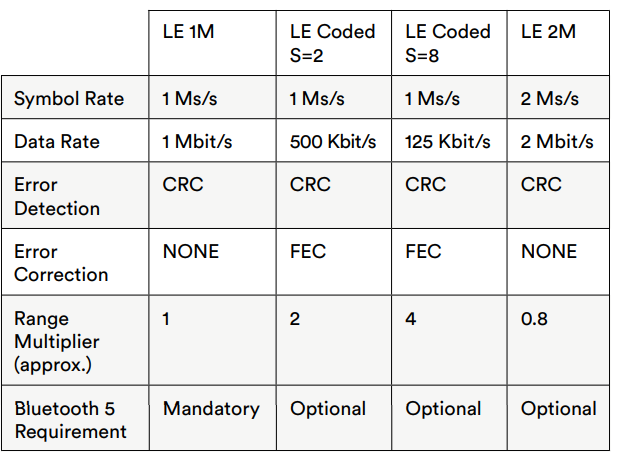 LE 1M LE Coded S=2 LE Coded S=8 LE 2M
Symbol Rate 1 Ms/s 1 Ms/s 1 Ms/s 2 Ms/s
Data Rate 1 Mbit/s 500 Kbit/s 125 Kbit/s 2 Mbit/s
Error Detection CRC CRC CRC CRC
Error Correction NONE FEC FEC NONE
Range Multiplier (approx.) 1 2 4 0.8
Bluetooth 5 Requirement Mandatory Optional Optional Optional